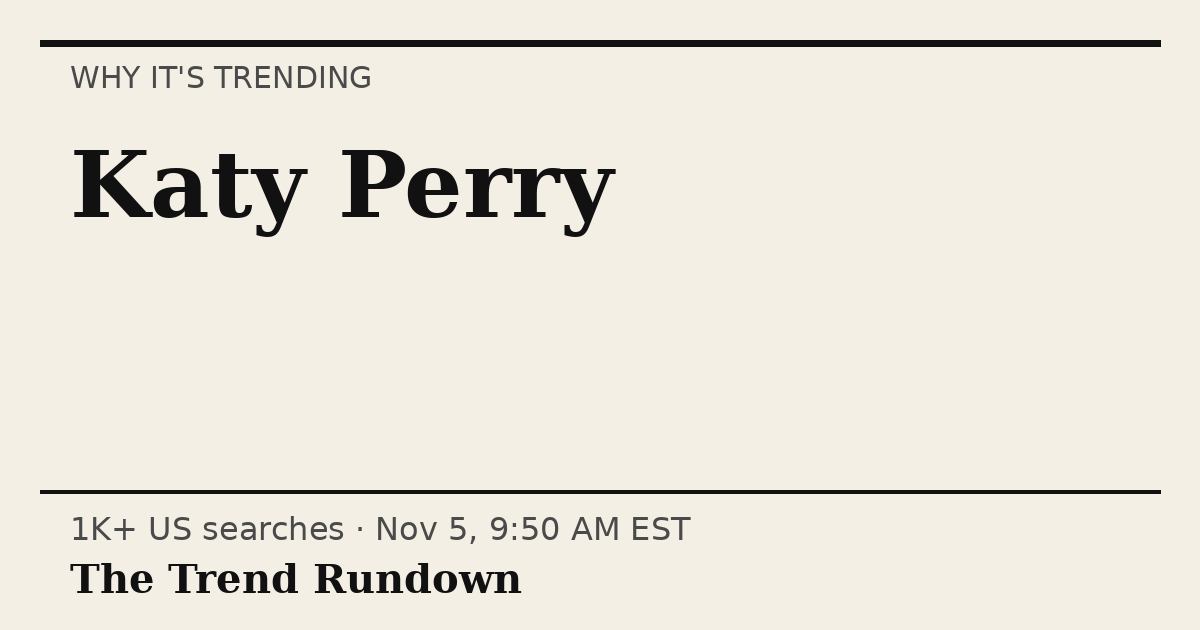 WHY IT'S TRENDING
Katy Perry
1K+ US searches · Nov 5, 9:50 AM EST
The Trend Rundown